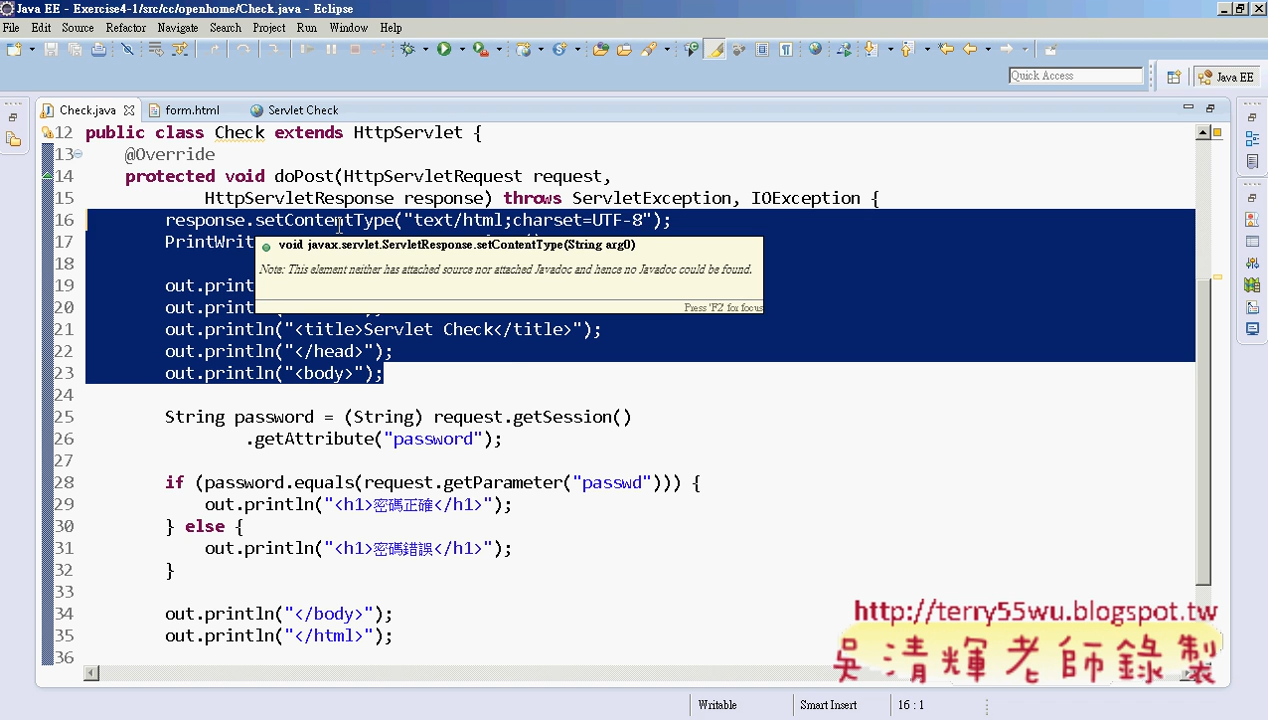 Java EE - Exercise4-1/src/cc/openhome/Check.java - Eclipse
File Edit Source Refactor Navigate Search Project Run Window Help
Quick Access
Java EE
Check.java form.html Servlet Check
12 public class Check extends HttpServlet {
13 @Override
14 protected void doPost(HttpServletRequest request,
15 HttpServletResponse response) throws ServletException, IOException {
16 response.setContentType("text/html;charset=UTF-8");
17 PrintWrit
void javax.servlet.ServletResponse.setContentType(String arg0)
18
Note: This element neither has attached source nor attached Javadoc and hence no Javadoc could be found.
19 out.print
20 out.print
Press 'F2' for focus
21 out.println("<title>Servlet Check</title>");
22 out.println("</head>");
23 out.println("<body>");
24
25 String password = (String) request.getSession()
26 .getAttribute("password");
27
28 if (password.equals(request.getParameter("passwd"))) {
29 out.println("<h1>密碼正確</h1>");
30 } else {
31 out.println("<h1>密碼錯誤</h1>");
32 }
33
34 out.println("</body>");
35 out.println("</html>");
36
http://terry55wu.blogspot.tw
吳清輝老師錄製
Writable Smart Insert 16 : 1